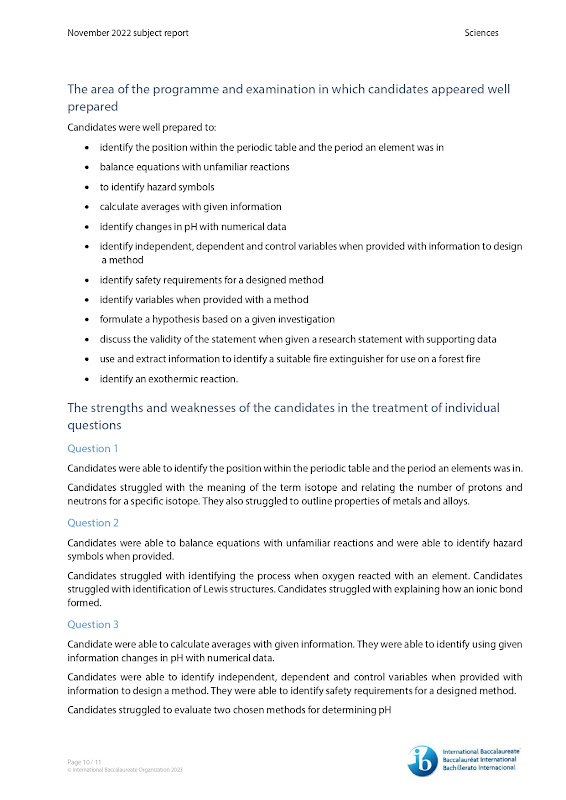 November 2022 subject report
Sciences
The area of the programme and examination in which candidates appeared well
prepared
Candidates were well prepared to:
• identify the position within the periodic table and the period an element was in
• balance equations with unfamiliar reactions
• to identify hazard symbols
• calculate averages with given information
• identify changes in pH with numerical data
• identify independent, dependent and control variables when provided with information to design
a method
• identify safety requirements for a designed method
• identify variables when provided with a method
• formulate a hypothesis based on a given investigation
• discuss the validity of the statement when given a research statement with supporting data
• use and extract information to identify a suitable fire extinguisher for use on a forest fire
• identify an exothermic reaction.
The strengths and weaknesses of the candidates in the treatment of individual
questions
Question 1
Candidates were able to identify the position within the periodic table and the period an elements was in.
Candidates struggled with the meaning of the term isotope and relating the number of protons and
neutrons for a specific isotope. They also struggled to outline properties of metals and alloys.
Question 2
Candidates were able to balance equations with unfamiliar reactions and were able to identify hazard
symbols when provided.
Candidates struggled with identifying the process when oxygen reacted with an element. Candidates
struggled with identification of Lewis structures. Candidates struggled with explaining how an ionic bond
formed.
Question 3
Candidate were able to calculate averages with given information. They were able to identify using given
information changes in pH with numerical data.
Candidates were able to identify independent, dependent and control variables when provided with
information to design a method. They were able to identify safety requirements for a designed method.
Candidates struggled to evaluate two chosen methods for determining pH
Page 10 / 11
© International Baccalaureate Organization 2023
ib
International Baccalaureate
Baccalauréat International
Bachillerato Internacional